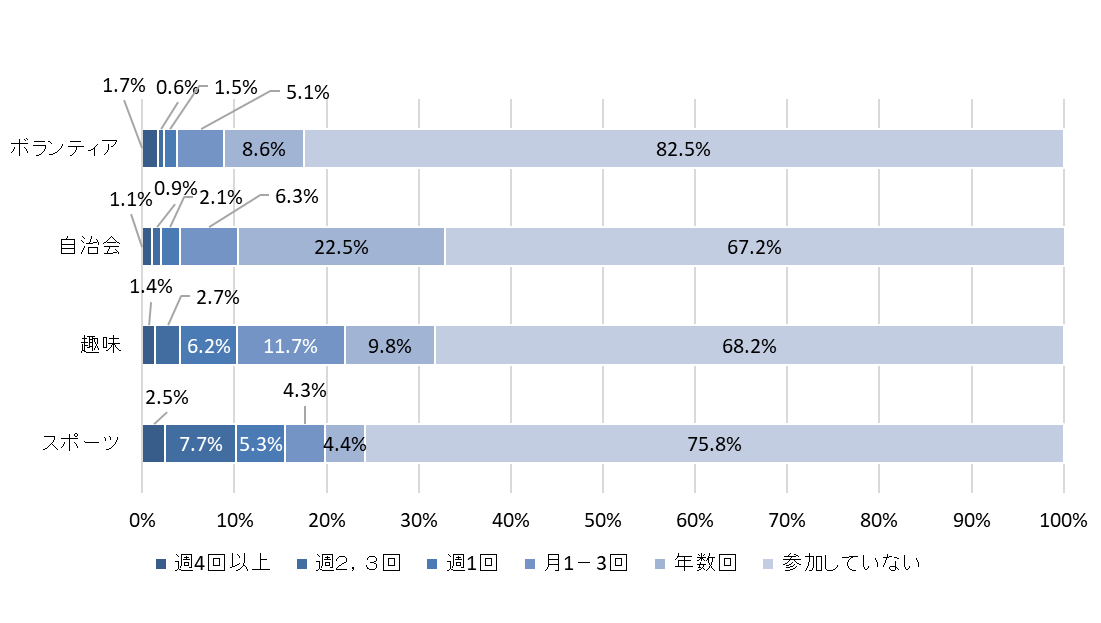 1.7% 0.6% 1.5% 5.1%
ボランティア 8.6% 82.5%
1.1% 0.9% 2.1% 6.3%
自治会 22.5% 67.2%
1.4% 2.7%
趣味 6.2% 11.7% 9.8% 68.2%
2.5% 4.3%
スポーツ 7.7% 5.3% 4.4% 75.8%
0% 10% 20% 30% 40% 50% 60% 70% 80% 90% 100%
週4回以上 週２，３回 週1回 月1－3回 年数回 参加していない